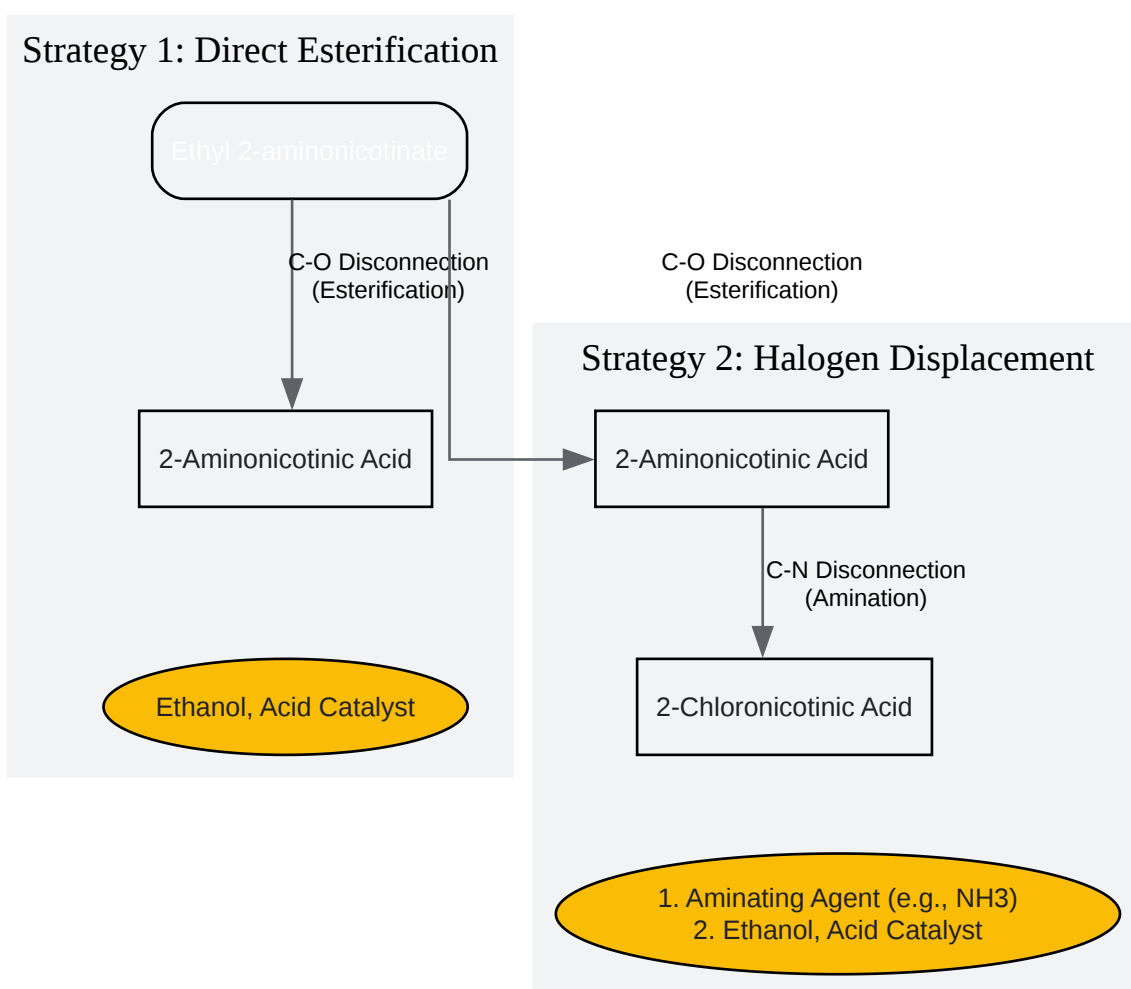 Strategy 1: Direct Esterification
Ethyl 2-aminonicotinate
C-O Disconnection
(Esterification)
C-O Disconnection
(Esterification)
Strategy 2: Halogen Displacement
2-Aminonicotinic Acid
2-Aminonicotinic Acid
C-N Disconnection
(Amination)
Ethanol, Acid Catalyst
2-Chloronicotinic Acid
1. Aminating Agent (e.g., NH3)
2. Ethanol, Acid Catalyst